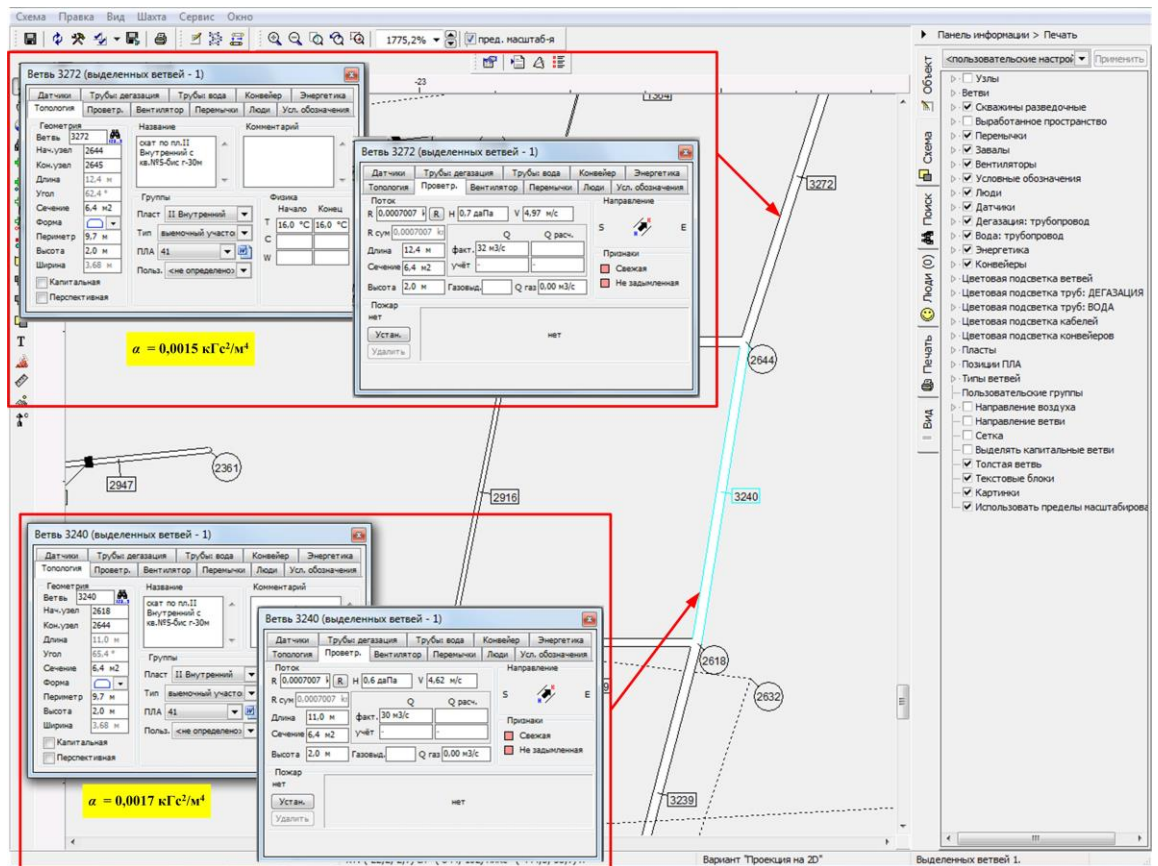 Схема Правка Вид Шахта Сервис Окно
1775,2% пред. масштаб-я
Панель информации > Печать
<пользовательские настрой Применить
Объект
Схема
Поиск
Люди (0)
Печать
Вид
Узлы
Ветви
Скважины разведочные
Выработанное пространство
Перемычки
Завалы
Вентиляторы
Условные обозначения
Люди
Датчики
Дегазация: трубопровод
Вода: трубопровод
Энергетика
Конвейеры
Цветовая подсветка ветвей
Цветовая подсветка труб: ДЕГАЗАЦИЯ
Цветовая подсветка труб: ВОДА
Цветовая подсветка кабелей
Цветовая подсветка конвейеров
Пласты
Позиции ПЛА
Типы ветвей
Пользовательские группы
Направление воздуха
Направление ветви
Сетка
Выделять капитальные ветви
Толстая ветвь
Текстовые блоки
Картинки
Использовать пределы масштабирова
-23
1304
3272
2644
3240
2916
2361
2947
2618
2632
3239
Ветвь 3272 (выделенных ветвей - 1)
Датчики Трубы: дегазация Трубы: вода Конвейер Энергетика
Топология Проветр. Вентилятор Перемычки Люди Усл. обозначения
Геометрия Название Комментарий
Ветвь 3272
скат по пл.II
Внутренний с
кв.№5-бис г-30м
Нач.узел 2644
Кон.узел 2645
Длина 12.4 м
Угол 62.4 °
Сечение 6,4 м2
Форма
Периметр 9,7 м
Высота 2,0 м
Ширина 3,68 м
Капитальная
Перспективная
Группы
Пласт II Внутренний
Тип выемочный участо
ПЛА 41
Польз. <не определено>
Физика
Начало Конец
T 16.0 °C 16.0 °C
C
W
α = 0,0015 кГс²/м⁴
Ветвь 3272 (выделенных ветвей - 1)
Датчики Трубы: дегазация Трубы: вода Конвейер Энергетика
Топология Проветр. Вентилятор Перемычки Люди Усл. обозначения
Поток Направление
R 0.0007007 R H 0.7 даПа V 4,97 м/с
S E
R сум 0.0007007 Q Q расч.
Длина 12,4 м факт. 32 м3/с
Сечение 6,4 м2 учёт - -
Высота 2,0 м Газовыд. Q газ 0.00 м3/с
Признаки
Свежая
Не задымленная
Пожар
нет
Устан.
Удалить
нет
Ветвь 3240 (выделенных ветвей - 1)
Датчики Трубы: дегазация Трубы: вода Конвейер Энергетика
Топология Проветр. Вентилятор Перемычки Люди Усл. обозначения
Геометрия Название Комментарий
Ветвь 3240
скат по пл.II
Внутренний с
кв.№5-бис г-30м
Нач.узел 2618
Кон.узел 2644
Длина 11.0 м
Угол 65.4 °
Сечение 6,4 м2
Форма
Периметр 9,7 м
Высота 2,0 м
Ширина 3,68 м
Капитальная
Перспективная
Группы
Пласт II Внутренний
Тип выемочный участо
ПЛА 41
Польз. <не определено>
α = 0,0017 кГс²/м⁴
Ветвь 3240 (выделенных ветвей - 1)
Датчики Трубы: дегазация Трубы: вода Конвейер Энергетика
Топология Проветр. Вентилятор Перемычки Люди Усл. обозначения
Поток Направление
R 0.0007007 R H 0.6 даПа V 4,62 м/с
S E
R сум 0.0007007 Q Q расч.
Длина 11,0 м факт. 30 м3/с
Сечение 6,4 м2 учёт - -
Высота 2,0 м Газовыд. Q газ 0.00 м3/с
Признаки
Свежая
Не задымленная
Пожар
нет
Устан.
Удалить
нет
Вариант "Проекция на 2D"
Выделенных ветвей 1.